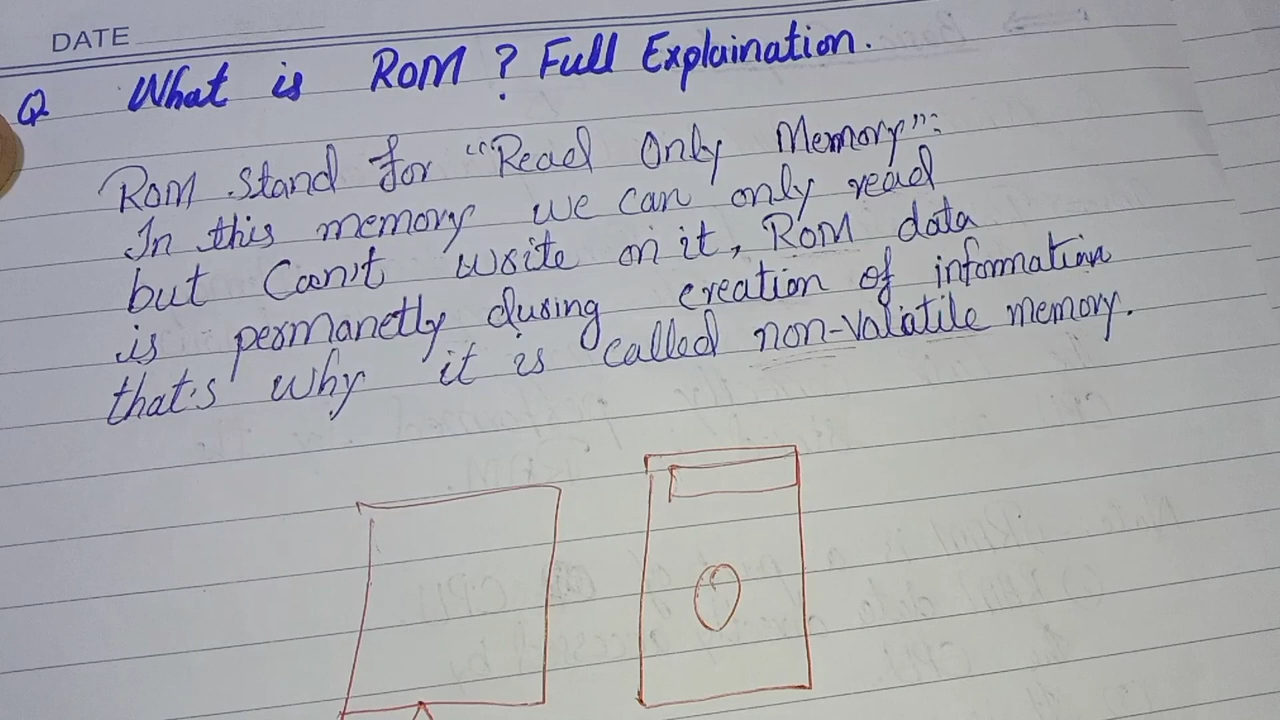 DATE
Q What is ROM ? Full Explaination.
ROM stand for "Read Only Memory":
In this memory we can only read
but Can't write on it, ROM data
is permanetly during creation of information
that's why it is called non-valatile memory.